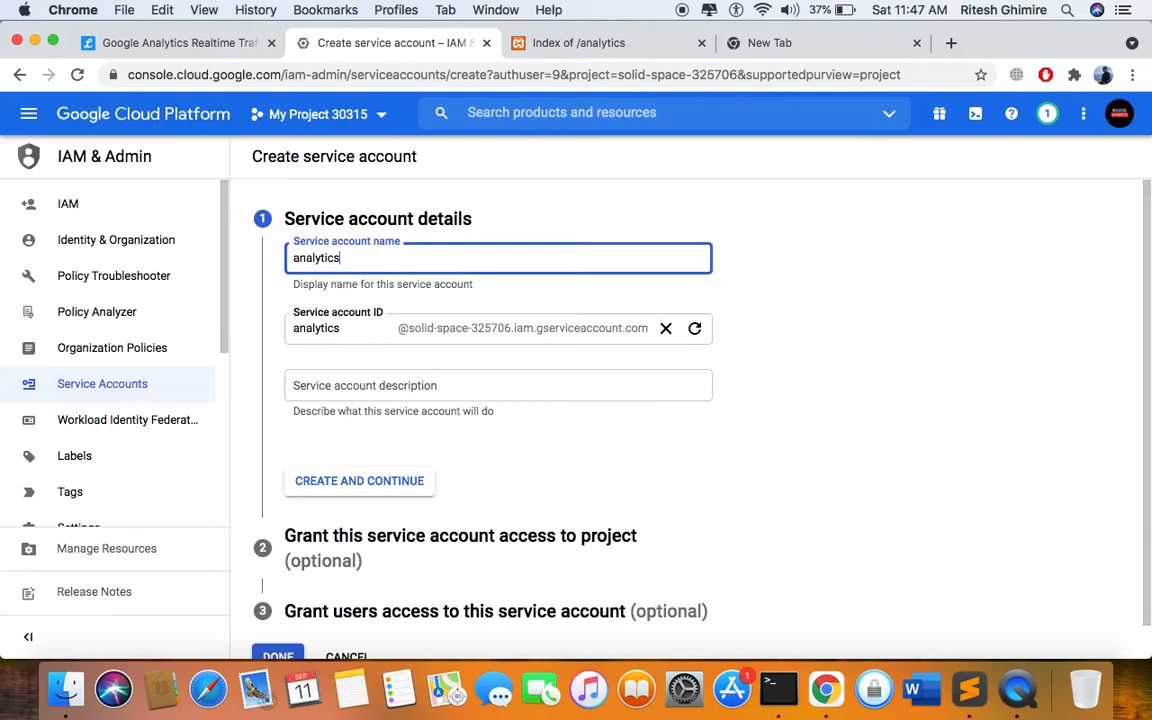 Chrome File Edit View History Bookmarks Profiles Tab Window Help 37% Sat 11:47 AM Ritesh Ghimire
Google Analytics Realtime Traf Create service account – IAM & Index of /analytics New Tab
console.cloud.google.com/iam-admin/serviceaccounts/create?authuser=9&project=solid-space-325706&supportedpurview=project
Google Cloud Platform My Project 30315 Search products and resources 1
IAM & Admin
Create service account
IAM
Identity & Organization
Policy Troubleshooter
Policy Analyzer
Organization Policies
Service Accounts
Workload Identity Federat...
Labels
Tags
Settings
Manage Resources
Release Notes
1 Service account details
Service account name
analytics
Display name for this service account
Service account ID
analytics @solid-space-325706.iam.gserviceaccount.com
Service account description
Describe what this service account will do
CREATE AND CONTINUE
2 Grant this service account access to project
(optional)
3 Grant users access to this service account (optional)
DONE CANCEL
SEP
11
1